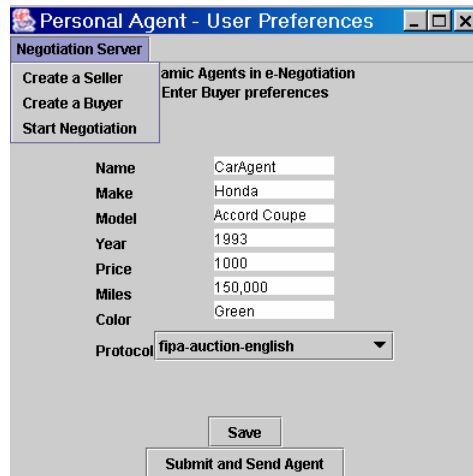 Personal Agent - User Preferences
Negotiation Server
Create a Seller
Create a Buyer
Start Negotiation
amic Agents in e-Negotiation
Enter Buyer preferences
Name CarAgent
Make Honda
Model Accord Coupe
Year 1993
Price 1000
Miles 150,000
Color Green
Protocol fipa-auction-english
Save
Submit and Send Agent